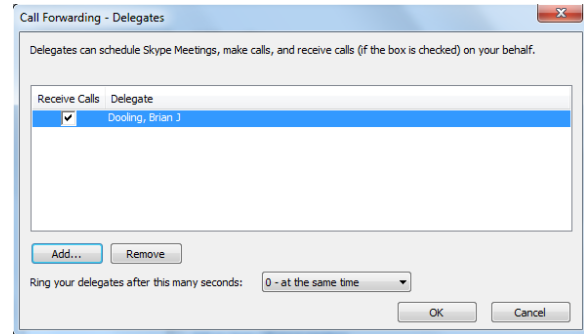 Call Forwarding - Delegates
Delegates can schedule Skype Meetings, make calls, and receive calls (if the box is checked) on your behalf.
Receive Calls Delegate
Dooling, Brian J
Add... Remove
Ring your delegates after this many seconds: 0 - at the same time
OK Cancel